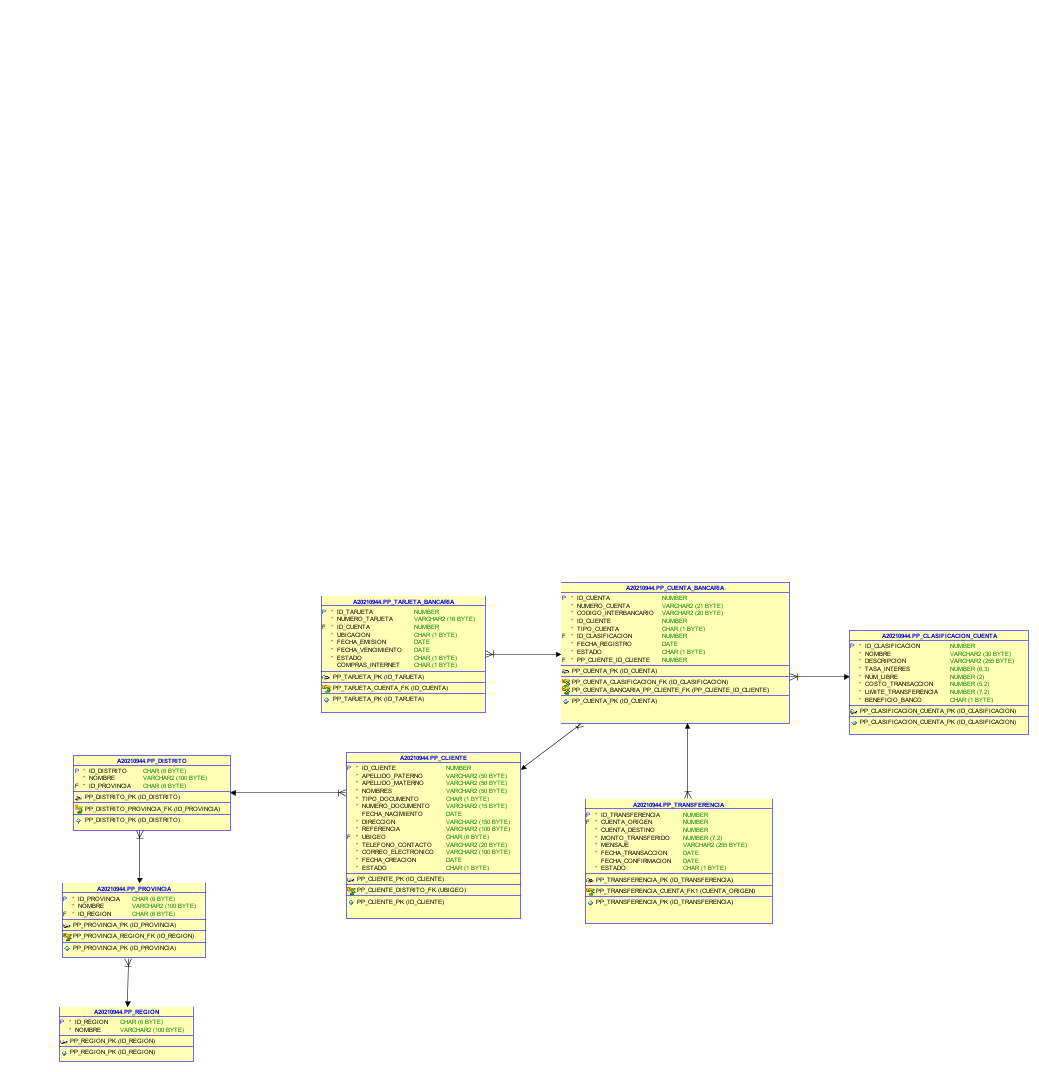 A20210944.PP_TARJETA_BANCARIA
P * ID_TARJETA NUMBER
* NUMERO_TARJETA VARCHAR2 (16 BYTE)
F * ID_CUENTA NUMBER
* UBICACION CHAR (1 BYTE)
* FECHA_EMISION DATE
* FECHA_VENCIMIENTO DATE
* ESTADO CHAR (1 BYTE)
COMPRAS_INTERNET CHAR (1 BYTE)
PP_TARJETA_PK (ID_TARJETA)
PP_TARJETA_CUENTA_FK (ID_CUENTA)
PP_TARJETA_PK (ID_TARJETA)
A20210944.PP_CUENTA_BANCARIA
P * ID_CUENTA NUMBER
* NUMERO_CUENTA VARCHAR2 (21 BYTE)
* CODIGO_INTERBANCARIO VARCHAR2 (20 BYTE)
* ID_CLIENTE NUMBER
* TIPO_CUENTA CHAR (1 BYTE)
F * ID_CLASIFICACION NUMBER
* FECHA_REGISTRO DATE
* ESTADO CHAR (1 BYTE)
F * PP_CLIENTE_ID_CLIENTE NUMBER
PP_CUENTA_PK (ID_CUENTA)
PP_CUENTA_CLASIFICACION_FK (ID_CLASIFICACION)
PP_CUENTA_BANCARIA_PP_CLIENTE_FK (PP_CLIENTE_ID_CLIENTE)
PP_CUENTA_PK (ID_CUENTA)
A20210944.PP_CLASIFICACION_CUENTA
P * ID_CLASIFICACION NUMBER
* NOMBRE VARCHAR2 (30 BYTE)
* DESCRIPCION VARCHAR2 (255 BYTE)
* TASA_INTERES NUMBER (6,3)
* NUM_LIBRE NUMBER (2)
* COSTO_TRANSACCION NUMBER (5,2)
* LIMITE_TRANSFERENCIA NUMBER (7,2)
* BENEFICIO_BANCO CHAR (1 BYTE)
PP_CLASIFICACION_CUENTA_PK (ID_CLASIFICACION)
PP_CLASIFICACION_CUENTA_PK (ID_CLASIFICACION)
A20210944.PP_DISTRITO
P * ID_DISTRITO CHAR (6 BYTE)
* NOMBRE VARCHAR2 (100 BYTE)
F * ID_PROVINCIA CHAR (6 BYTE)
PP_DISTRITO_PK (ID_DISTRITO)
PP_DISTRITO_PROVINCIA_FK (ID_PROVINCIA)
PP_DISTRITO_PK (ID_DISTRITO)
A20210944.PP_CLIENTE
P * ID_CLIENTE NUMBER
* APELLIDO_PATERNO VARCHAR2 (50 BYTE)
* APELLIDO_MATERNO VARCHAR2 (50 BYTE)
* NOMBRES VARCHAR2 (50 BYTE)
* TIPO_DOCUMENTO CHAR (1 BYTE)
* NUMERO_DOCUMENTO VARCHAR2 (15 BYTE)
FECHA_NACIMIENTO DATE
* DIRECCION VARCHAR2 (150 BYTE)
* REFERENCIA VARCHAR2 (100 BYTE)
F * UBIGEO CHAR (6 BYTE)
* TELEFONO_CONTACTO VARCHAR2 (20 BYTE)
* CORREO_ELECTRONICO VARCHAR2 (100 BYTE)
* FECHA_CREACION DATE
* ESTADO CHAR (1 BYTE)
PP_CLIENTE_PK (ID_CLIENTE)
PP_CLIENTE_DISTRITO_FK (UBIGEO)
PP_CLIENTE_PK (ID_CLIENTE)
A20210944.PP_TRANSFERENCIA
P * ID_TRANSFERENCIA NUMBER
F * CUENTA_ORIGEN NUMBER
* CUENTA_DESTINO NUMBER
* MONTO_TRANSFERIDO NUMBER (7,2)
* MENSAJE VARCHAR2 (255 BYTE)
* FECHA_TRANSACCION DATE
FECHA_CONFIRMACION DATE
* ESTADO CHAR (1 BYTE)
PP_TRANSFERENCIA_PK (ID_TRANSFERENCIA)
PP_TRANSFERENCIA_CUENTA_FK1 (CUENTA_ORIGEN)
PP_TRANSFERENCIA_PK (ID_TRANSFERENCIA)
A20210944.PP_PROVINCIA
P * ID_PROVINCIA CHAR (6 BYTE)
* NOMBRE VARCHAR2 (100 BYTE)
F * ID_REGION CHAR (6 BYTE)
PP_PROVINCIA_PK (ID_PROVINCIA)
PP_PROVINCIA_REGION_FK (ID_REGION)
PP_PROVINCIA_PK (ID_PROVINCIA)
A20210944.PP_REGION
P * ID_REGION CHAR (6 BYTE)
* NOMBRE VARCHAR2 (100 BYTE)
PP_REGION_PK (ID_REGION)
PP_REGION_PK (ID_REGION)